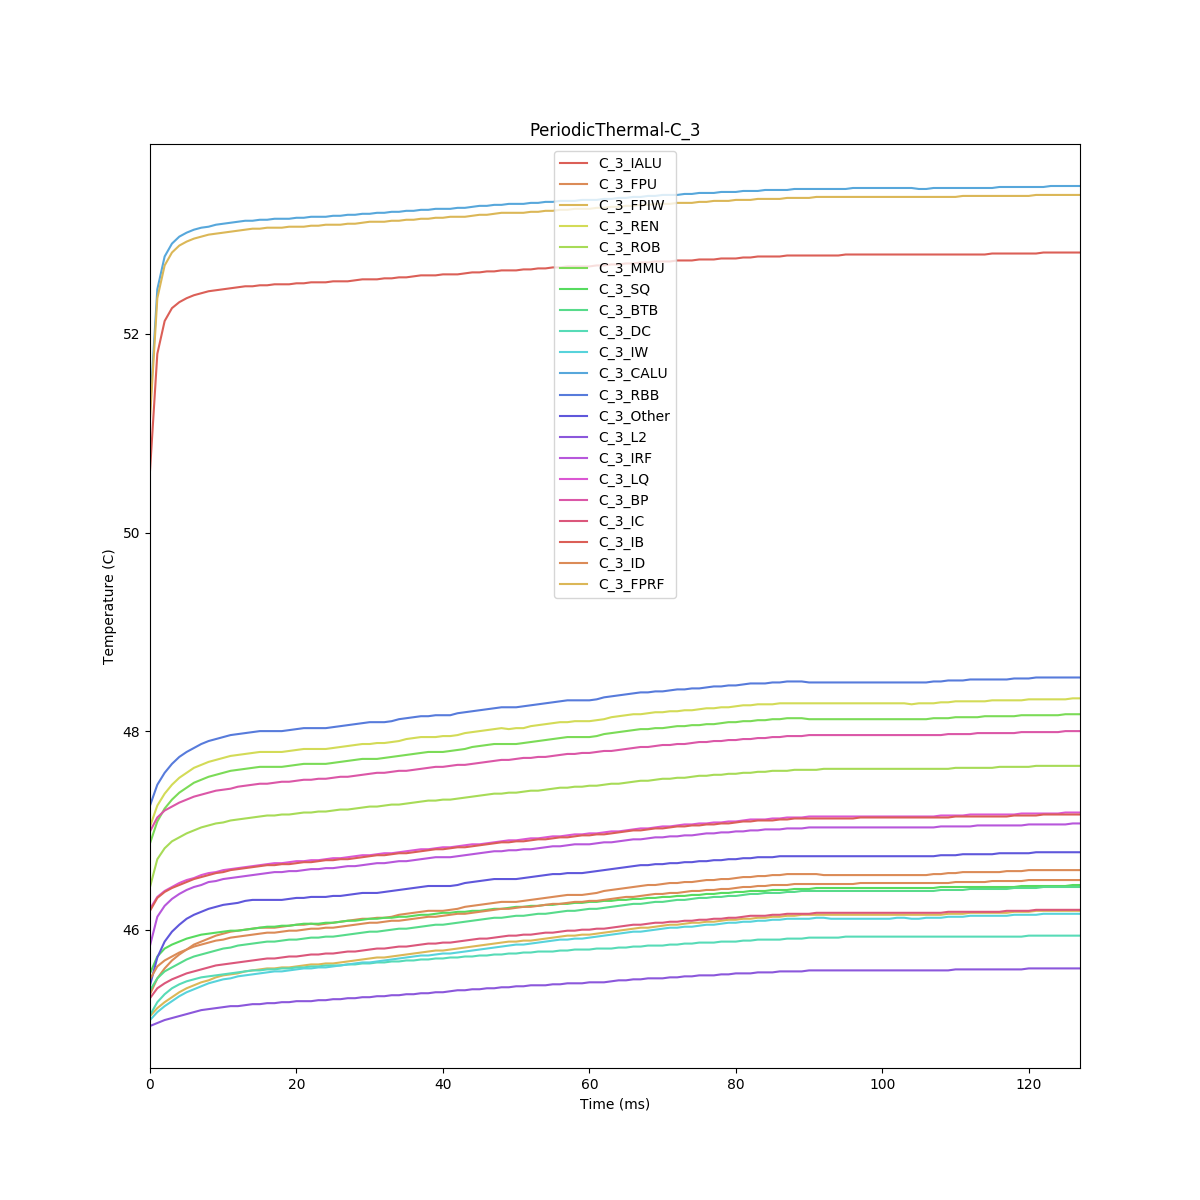 PeriodicThermal-C_3
C_3_IALU
C_3_FPU
C_3_FPIW
C_3_REN
C_3_ROB
C_3_MMU
C_3_SQ
C_3_BTB
C_3_DC
C_3_IW
C_3_CALU
C_3_RBB
C_3_Other
C_3_L2
C_3_IRF
C_3_LQ
C_3_BP
C_3_IC
C_3_IB
C_3_ID
C_3_FPRF
Temperature (C)
52
50
48
46
0 20 40 60 80 100 120
Time (ms)